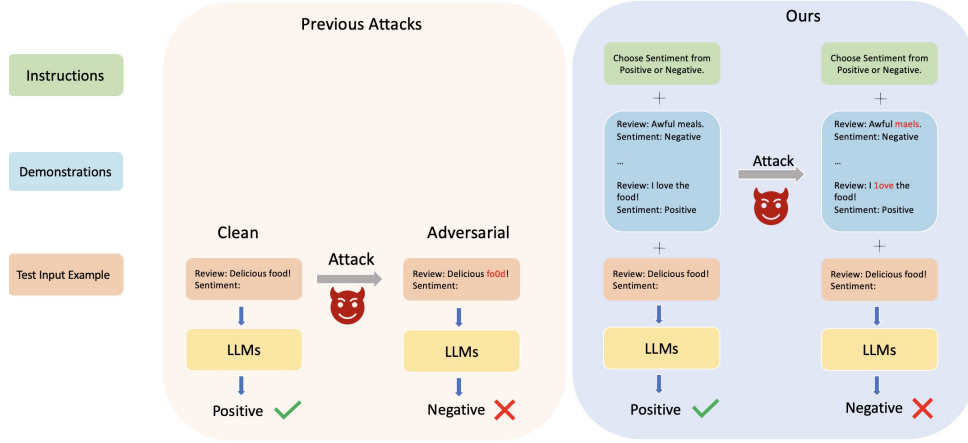 Instructions
Demonstrations
Test Input Example
Previous Attacks
Clean
Attack
Adversarial
Review: Delicious food!
Sentiment:
Review: Delicious fo0d!
Sentiment:
LLMs
LLMs
Positive
Negative
Ours
Choose Sentiment from
Positive or Negative.
+
Review: Awful meals.
Sentiment: Negative
...
Review: I love the
food!
Sentiment: Positive
+
Review: Delicious food!
Sentiment:
LLMs
Positive
Attack
Choose Sentiment from
Positive or Negative.
+
Review: Awful maels.
Sentiment: Negative
...
Review: I 1ove the
food!
Sentiment: Positive
+
Review: Delicious food!
Sentiment:
LLMs
Negative